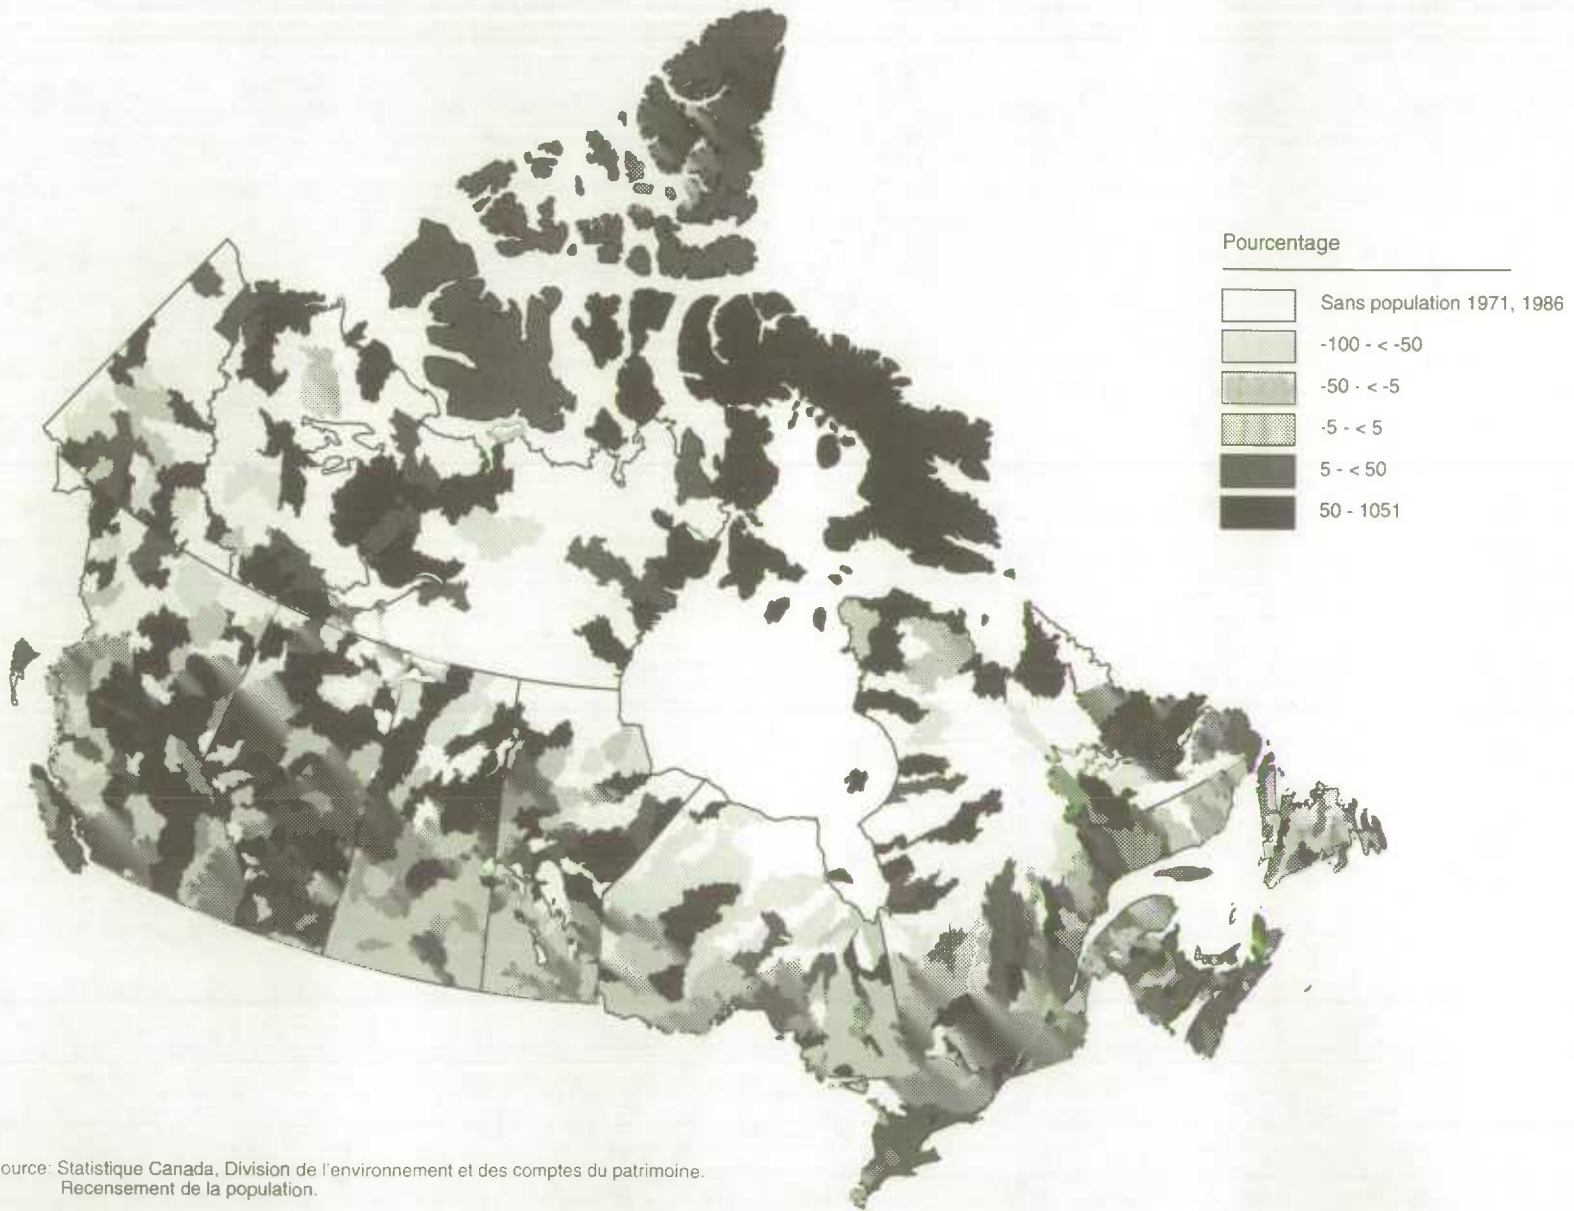 Pourcentage
Sans population 1971, 1986
-100 - < -50
-50 - < -5
-5 - < 5
5 - < 50
50 - 1051
ource: Statistique Canada, Division de l'environnement et des comptes du patrimoine.
Recensement de la population.